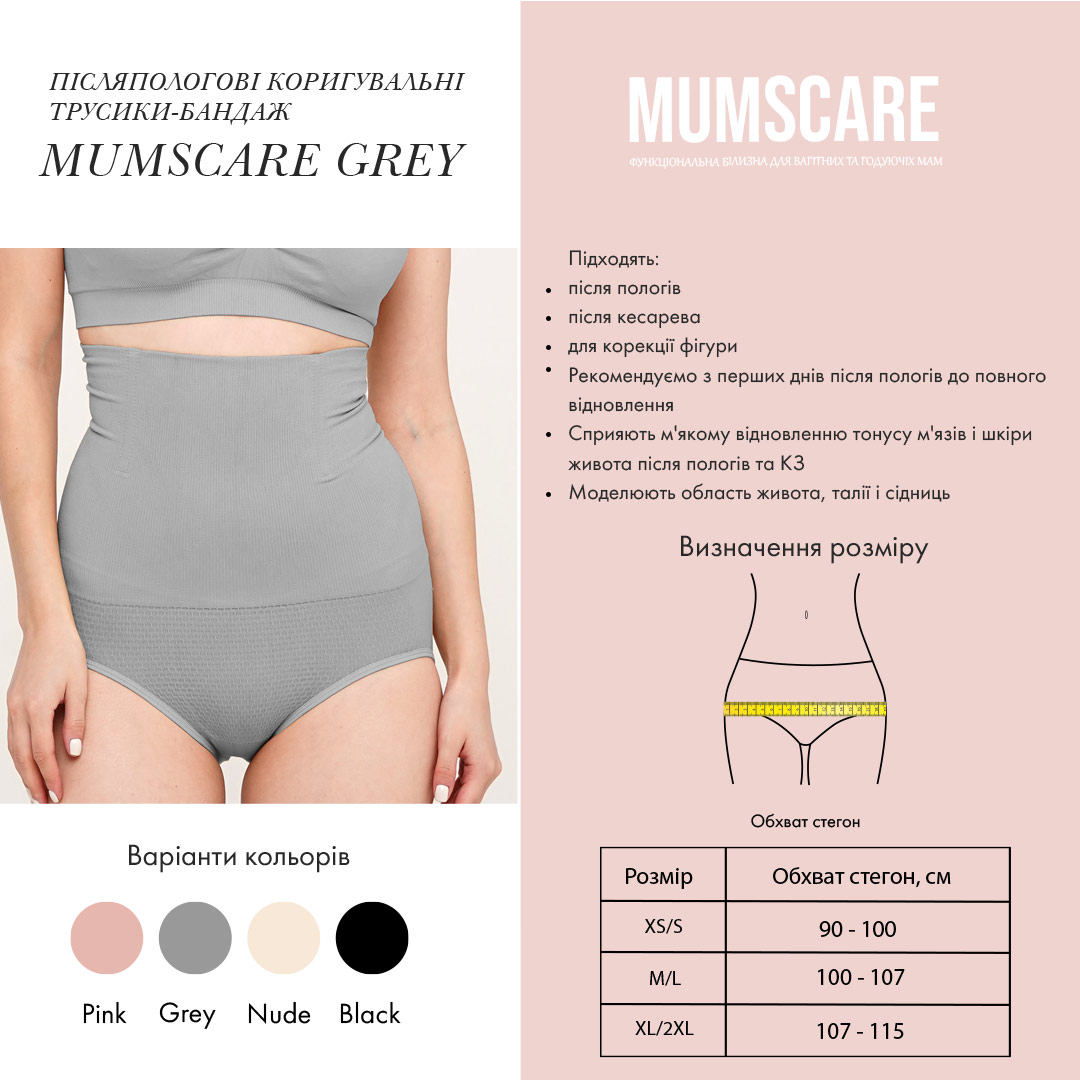 ПІСЛЯПОЛОГОВІ КОРИГУВАЛЬНІ
ТРУСИКИ-БАНДАЖ
MUMSCARE GREY
Варіанти кольорів
Pink Grey Nude Black
MUMSCARE
ФУНКЦІОНАЛЬНА БІЛИЗНА ДЛЯ ВАГІТНИХ ТА ГОДУЮЧІХ МАМ
Підходять:
• після пологів
• після кесарева
• для корекції фігури
• Рекомендуємо з перших днів після пологів до повного
відновлення
• Сприяють м'якому відновленню тонусу м'язів і шкіри
живота після пологів та КЗ
• Моделюють область живота, талії і сідниць
Визначення розміру
Обхват стегон
Розмір Обхват стегон, см
XS/S 90 - 100
M/L 100 - 107
XL/2XL 107 - 115